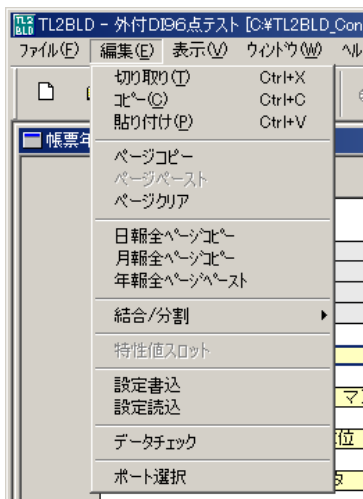 TL2BLD - 外付DI96点テスト [C:¥TL2BLD_Con
ファイル(F) 編集(E) 表示(V) ウィンドウ(W) ヘル
切り取り(T) Ctrl+X
コピー(C) Ctrl+C
貼り付け(P) Ctrl+V
帳票年
ページコピー
ページペースト
ページクリア
日報全ページコピー
月報全ページコピー
年報全ページペースト
結合/分割
特性値スロット
設定書込
設定読込
マ
データチェック
位
ポート選択
タ